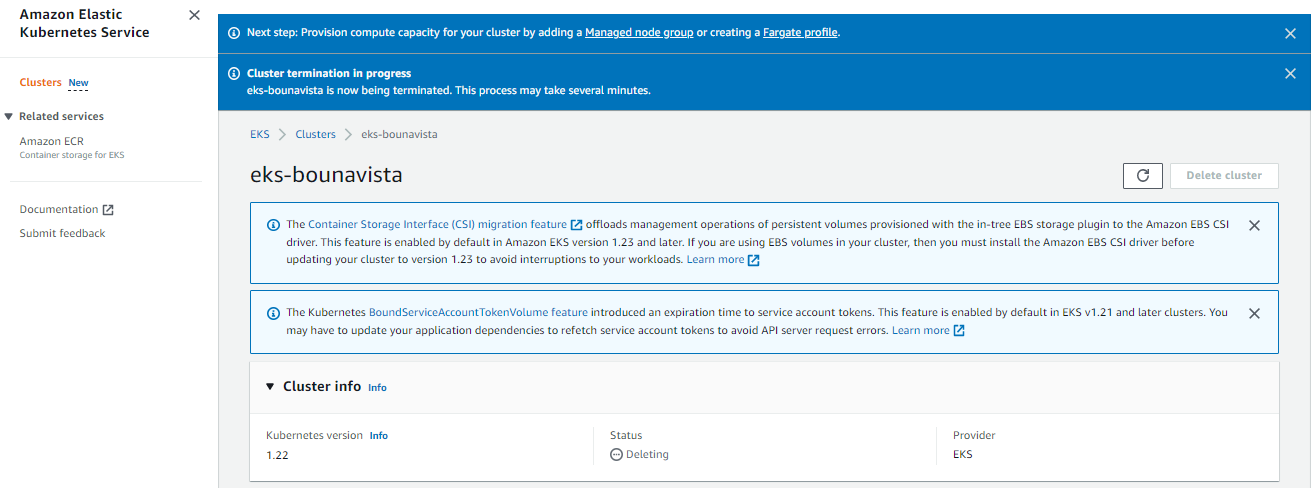 Amazon Elastic
Kubernetes Service
Clusters New
Related services
Amazon ECR
Container storage for EKS
Documentation
Submit feedback
Next step: Provision compute capacity for your cluster by adding a Managed node group or creating a Fargate profile.
Cluster termination in progress
eks-bounavista is now being terminated. This process may take several minutes.
EKS Clusters eks-bounavista
eks-bounavista
Delete cluster
The Container Storage Interface (CSI) migration feature offloads management operations of persistent volumes provisioned with the in-tree EBS storage plugin to the Amazon EBS CSI
driver. This feature is enabled by default in Amazon EKS version 1.23 and later. If you are using EBS volumes in your cluster, then you must install the Amazon EBS CSI driver before
updating your cluster to version 1.23 to avoid interruptions to your workloads. Learn more
The Kubernetes BoundServiceAccountTokenVolume feature introduced an expiration time to service account tokens. This feature is enabled by default in EKS v1.21 and later clusters. You
may have to update your application dependencies to refetch service account tokens to avoid API server request errors. Learn more
Cluster info Info
Kubernetes version Info
1.22
Status
Deleting
Provider
EKS